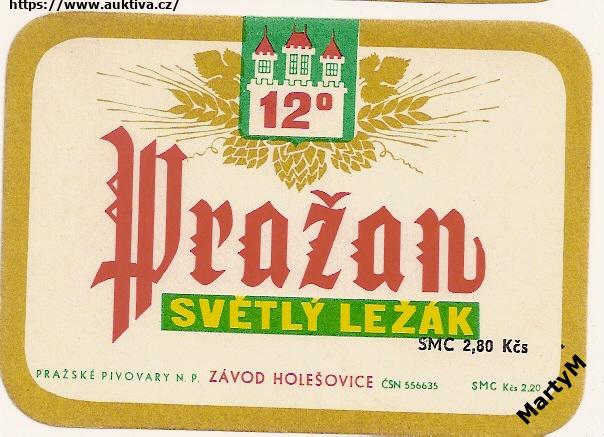 https://www.auktiva.cz/
12°
Pražan
SVĚTLÝ LEŽÁK
SMC 2,80 Kčs
PRAŽSKÉ PIVOVARY N. P. ZÁVOD HOLEŠOVICE ČSN 556635 SMC Kčs 2,20
MartyM